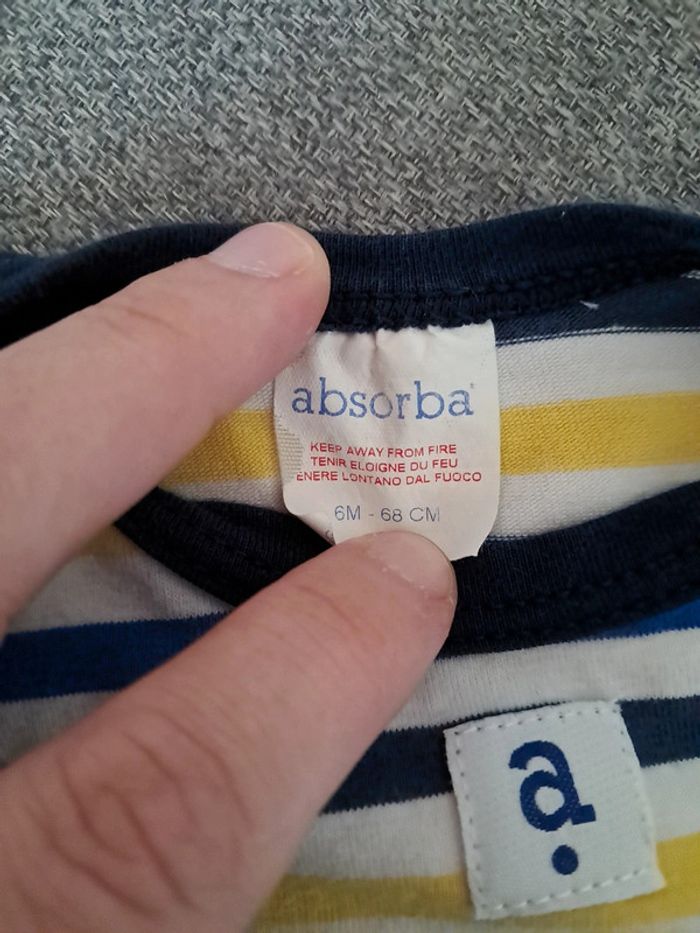 absorba
KEEP AWAY FROM FIRE
TENIR ELOIGNE DU FEU
ENERE LONTANO DAL FUOCO
6M - 68 CM
a